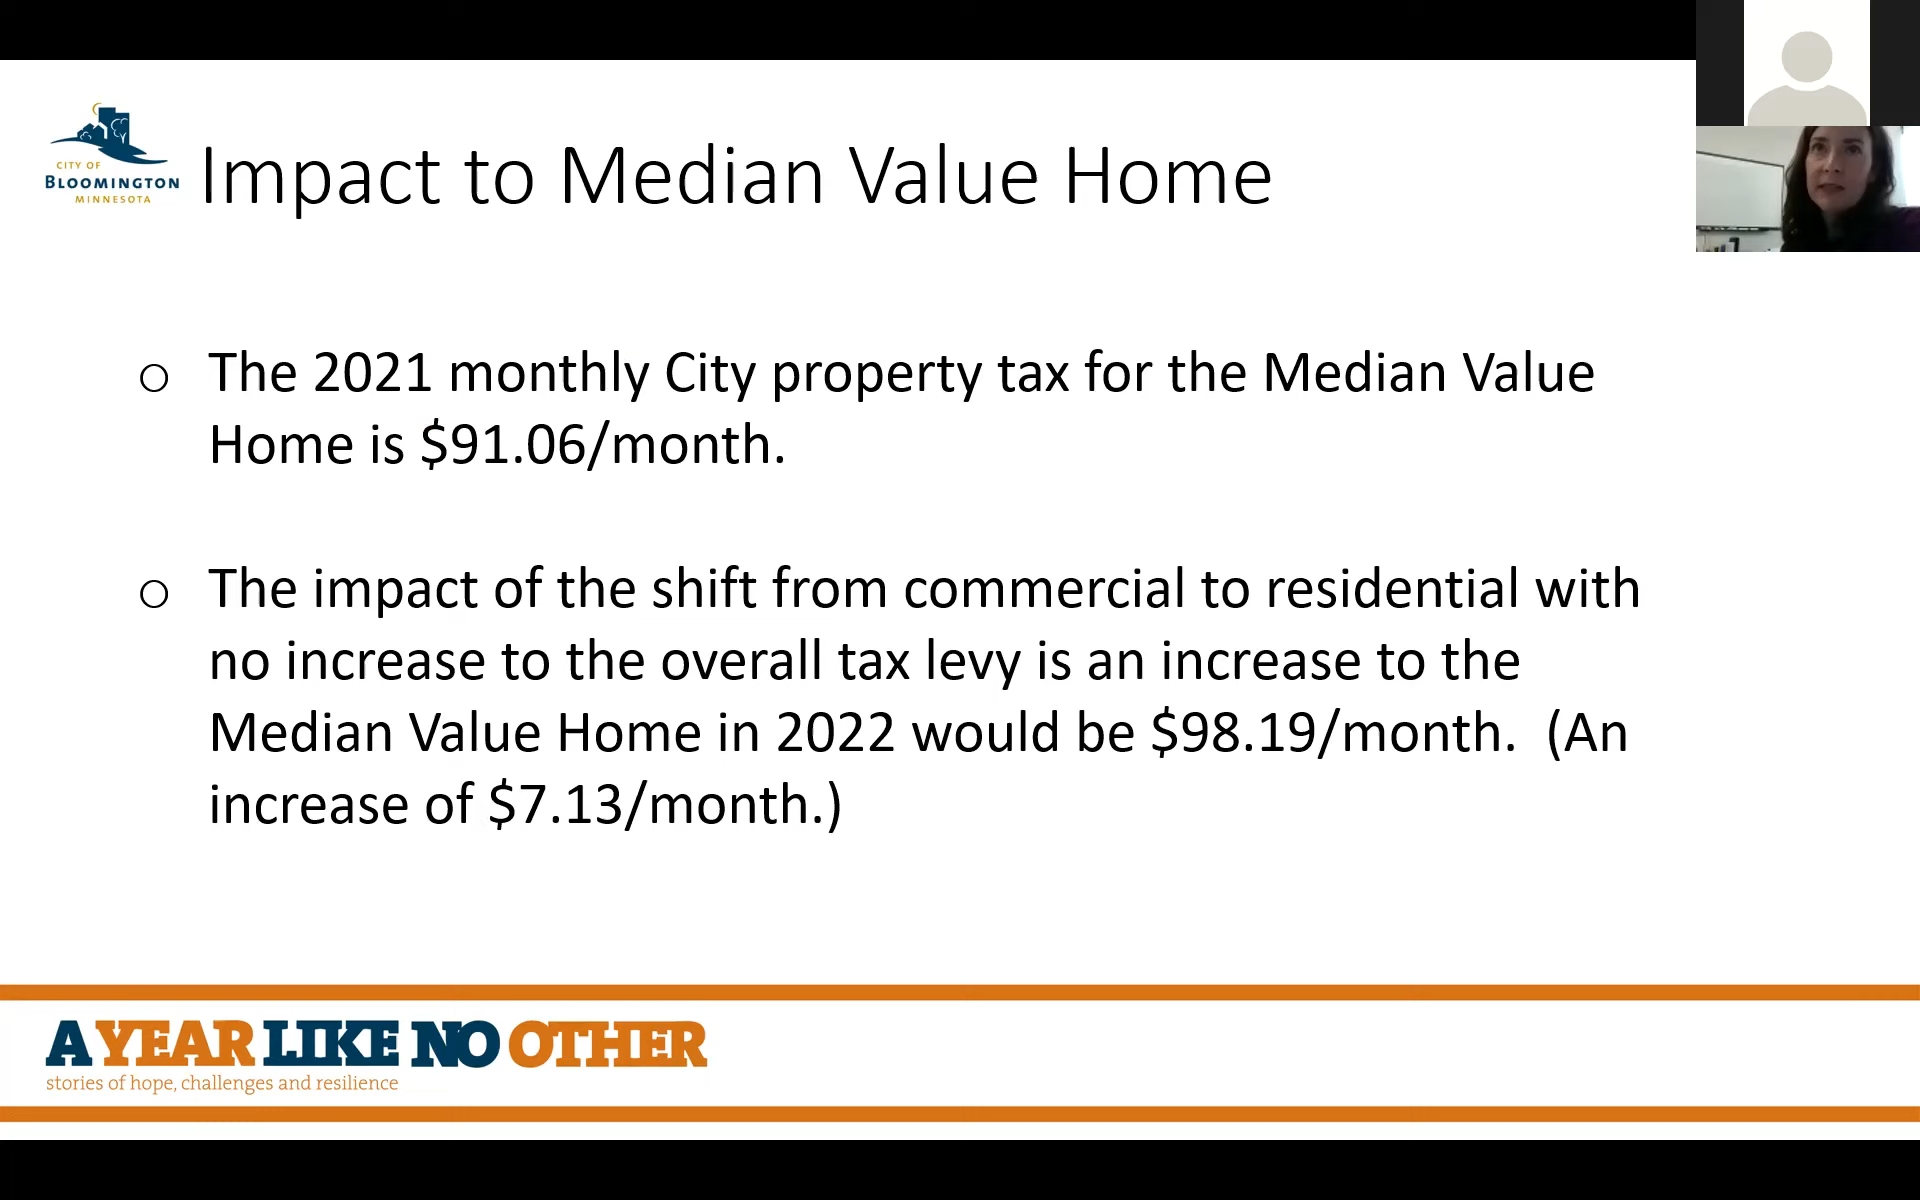 CITY OF
BLOOMINGTON
MINNESOTA
Impact to Median Value Home
o The 2021 monthly City property tax for the Median Value
Home is $91.06/month.
o The impact of the shift from commercial to residential with
no increase to the overall tax levy is an increase to the
Median Value Home in 2022 would be $98.19/month.  (An
increase of $7.13/month.)
A YEAR LIKE NO OTHER
stories of hope, challenges and resilience